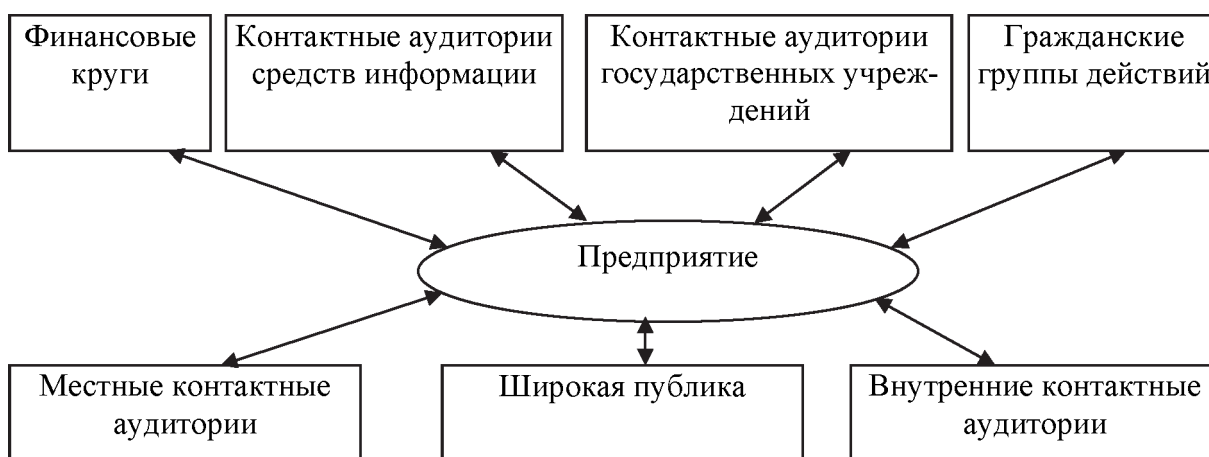 Финансовые
круги
Контактные аудитории
средств информации
Контактные аудитории
государственных учреж-
дений
Гражданские
группы действий
Предприятие
Местные контактные
аудитории
Широкая публика
Внутренние контактные
аудитории